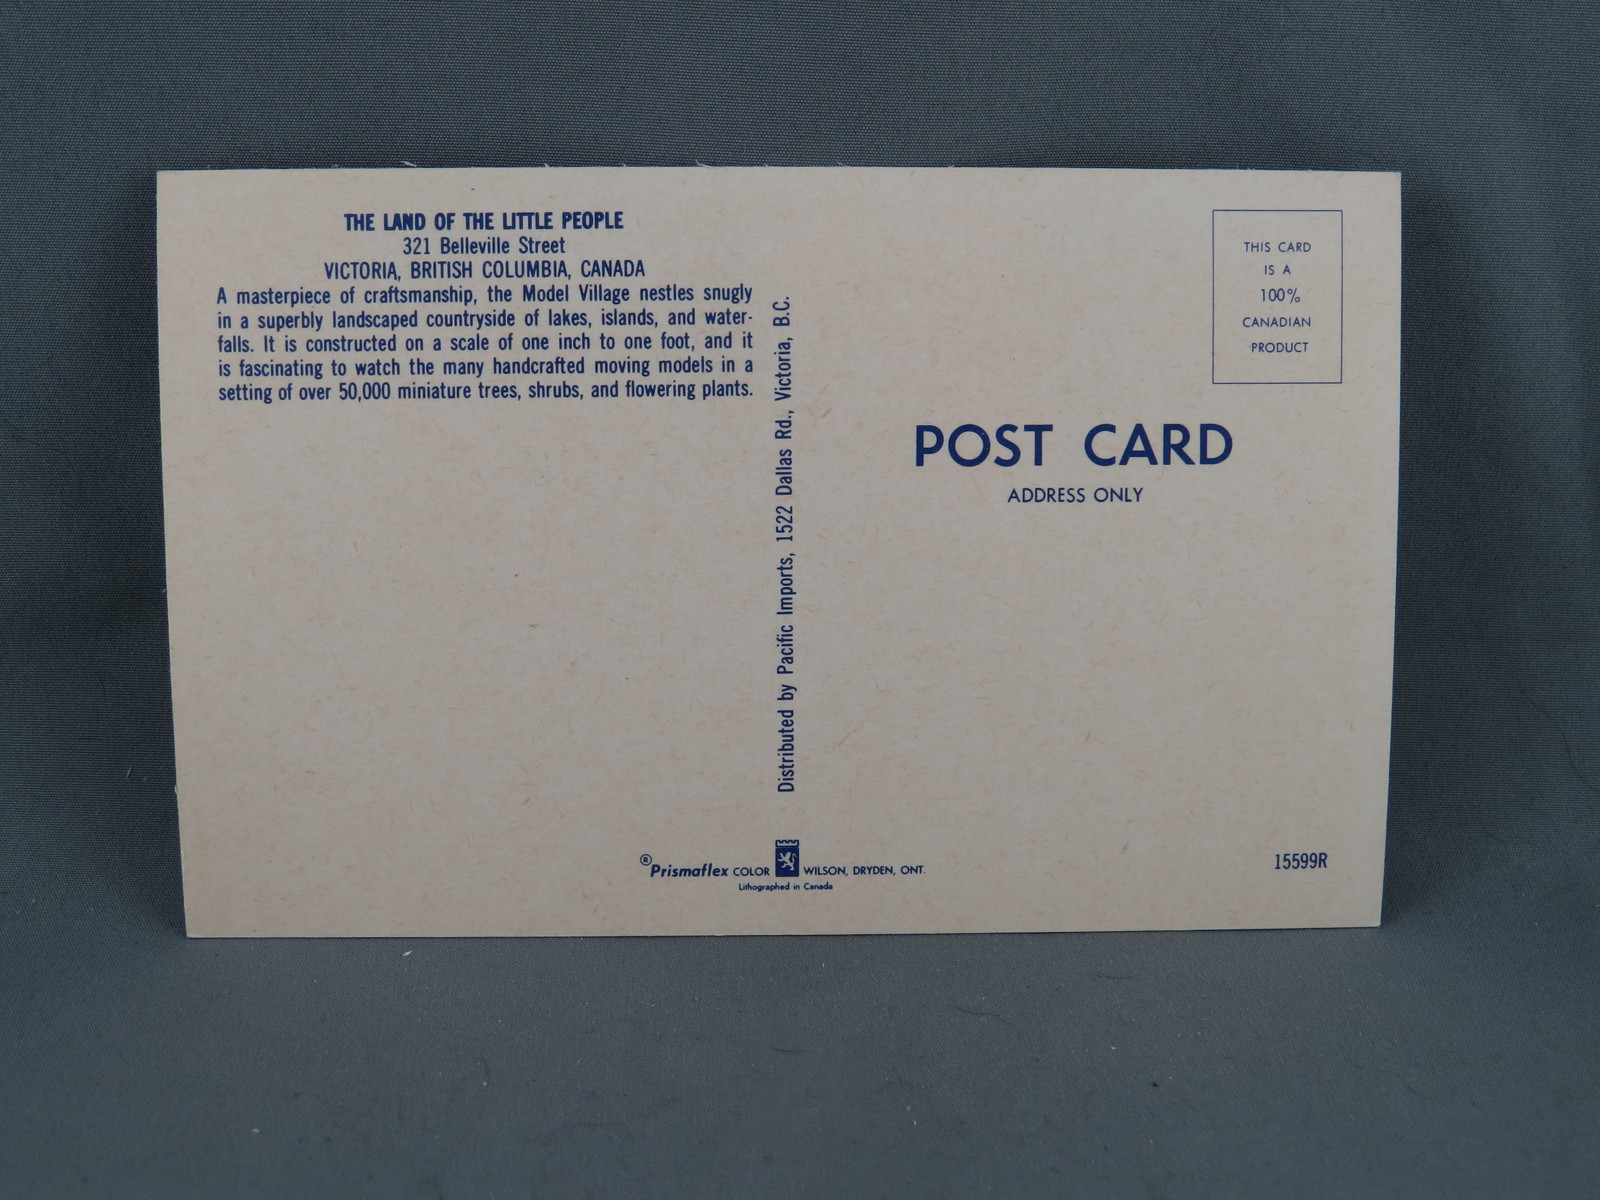 THE LAND OF THE LITTLE PEOPLE
321 Belleville Street
VICTORIA, BRITISH COLUMBIA, CANADA
A masterpiece of craftsmanship, the Model Village nestles snugly
in a superbly landscaped countryside of lakes, islands, and water-
falls. It is constructed on a scale of one inch to one foot, and it
is fascinating to watch the many handcrafted moving models in a
setting of over 50,000 miniature trees, shrubs, and flowering plants.
Distributed by Pacific Imports, 1522 Dallas Rd., Victoria, B.C.
THIS CARD
IS A
100%
CANADIAN
PRODUCT
POST CARD
ADDRESS ONLY
®Prismaflex COLOR WILSON, DRYDEN, ONT.
Lithographed in Canada
15599R